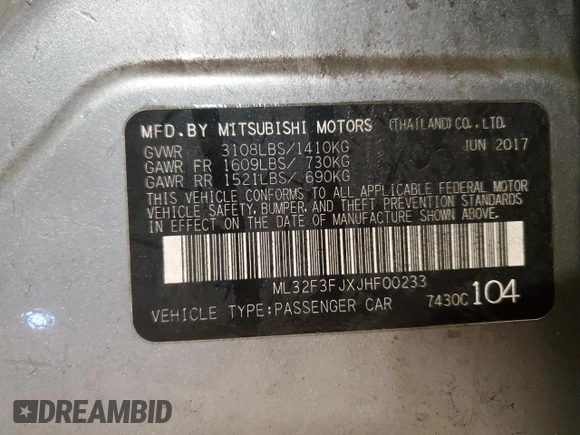 MFD. BY MITSUBISHI MOTORS (THAILAND) CO., LTD.
GVWR 3108LBS/1410KG JUN 2017
GAWR FR 1609LBS/ 730KG
GAWR RR 1521LBS/ 690KG
THIS VEHICLE CONFORMS TO ALL APPLICABLE FEDERAL MOTOR
VEHICLE SAFETY, BUMPER, AND THEFT PREVENTION STANDARDS
IN EFFECT ON THE DATE OF MANUFACTURE SHOWN ABOVE.
ML32F3FJXJHF00233
VEHICLE TYPE:PASSENGER CAR 7430C 104
DREAMBID